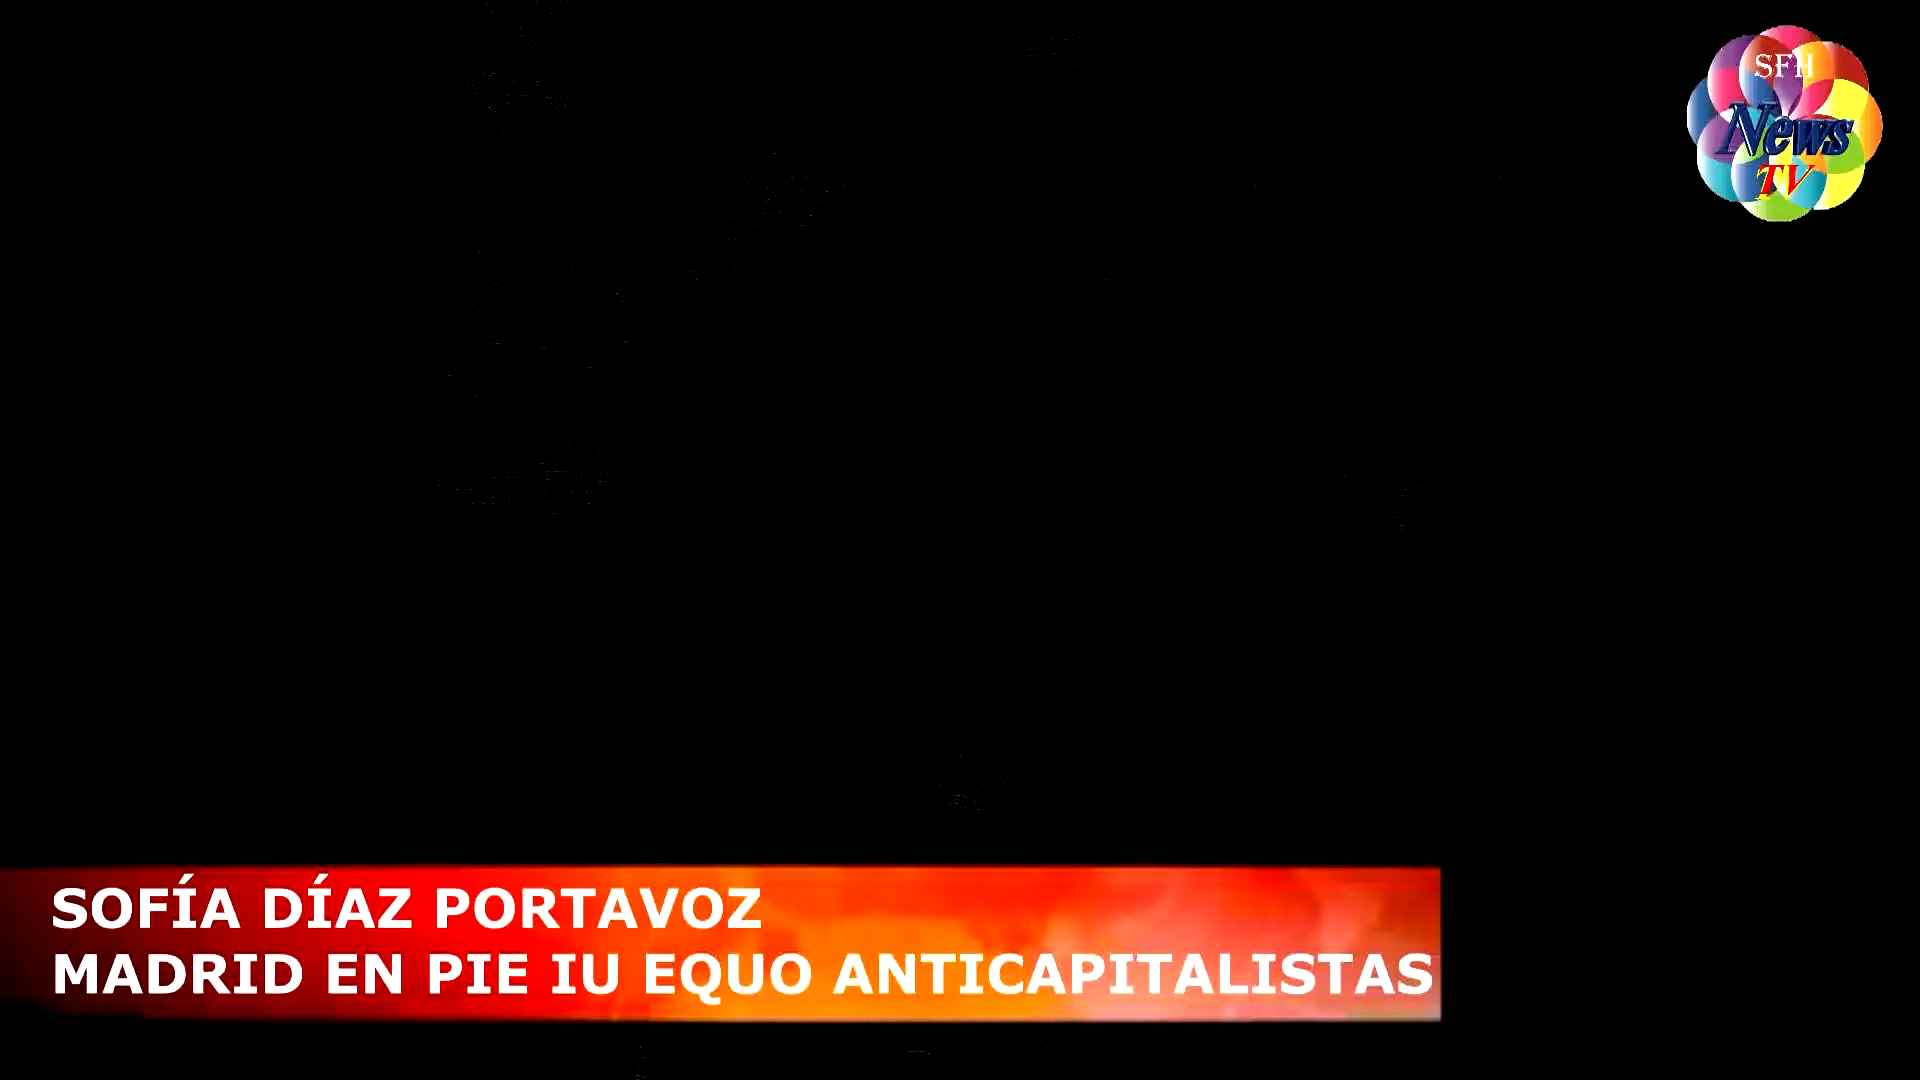 SFH
News
TV
SOFÍA DÍAZ PORTAVOZ
MADRID EN PIE IU EQUO ANTICAPITALISTAS